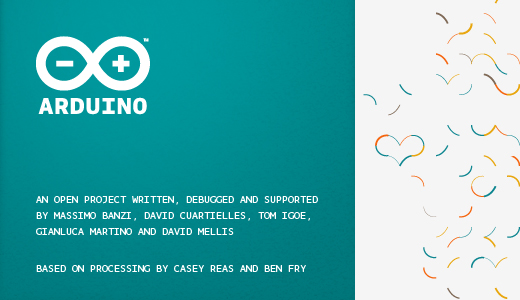 ARDUINO
AN OPEN PROJECT WRITTEN, DEBUGGED AND SUPPORTED
BY MASSIMO BANZI, DAVID CUARTIELLES, TOM IGOE,
GIANLUCA MARTINO AND DAVID MELLIS
BASED ON PROCESSING BY CASEY REAS AND BEN FRY